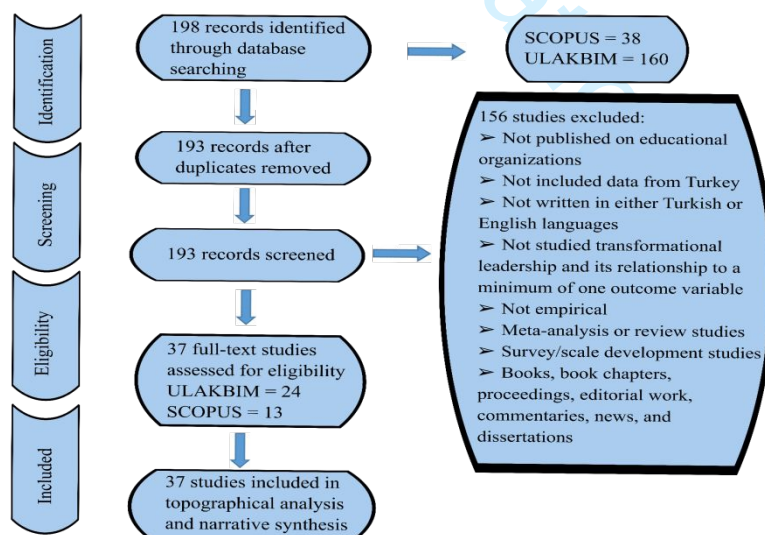 Identification
198 records identified
through database
searching
SCOPUS = 38
ULAKBIM = 160
Screening
193 records after
duplicates removed
193 records screened
156 studies excluded:
➢ Not published on educational
organizations
➢ Not included data from Turkey
➢ Not written in either Turkish or
English languages
➢ Not studied transformational
leadership and its relationship to a
minimum of one outcome variable
➢ Not empirical
➢ Meta-analysis or review studies
➢ Survey/scale development studies
➢ Books, book chapters,
proceedings, editorial work,
commentaries, news, and
dissertations
Eligibility
37 full-text studies
assessed for eligibility
ULAKBIM = 24
SCOPUS = 13
Included
37 studies included in
topographical analysis
and narrative synthesis